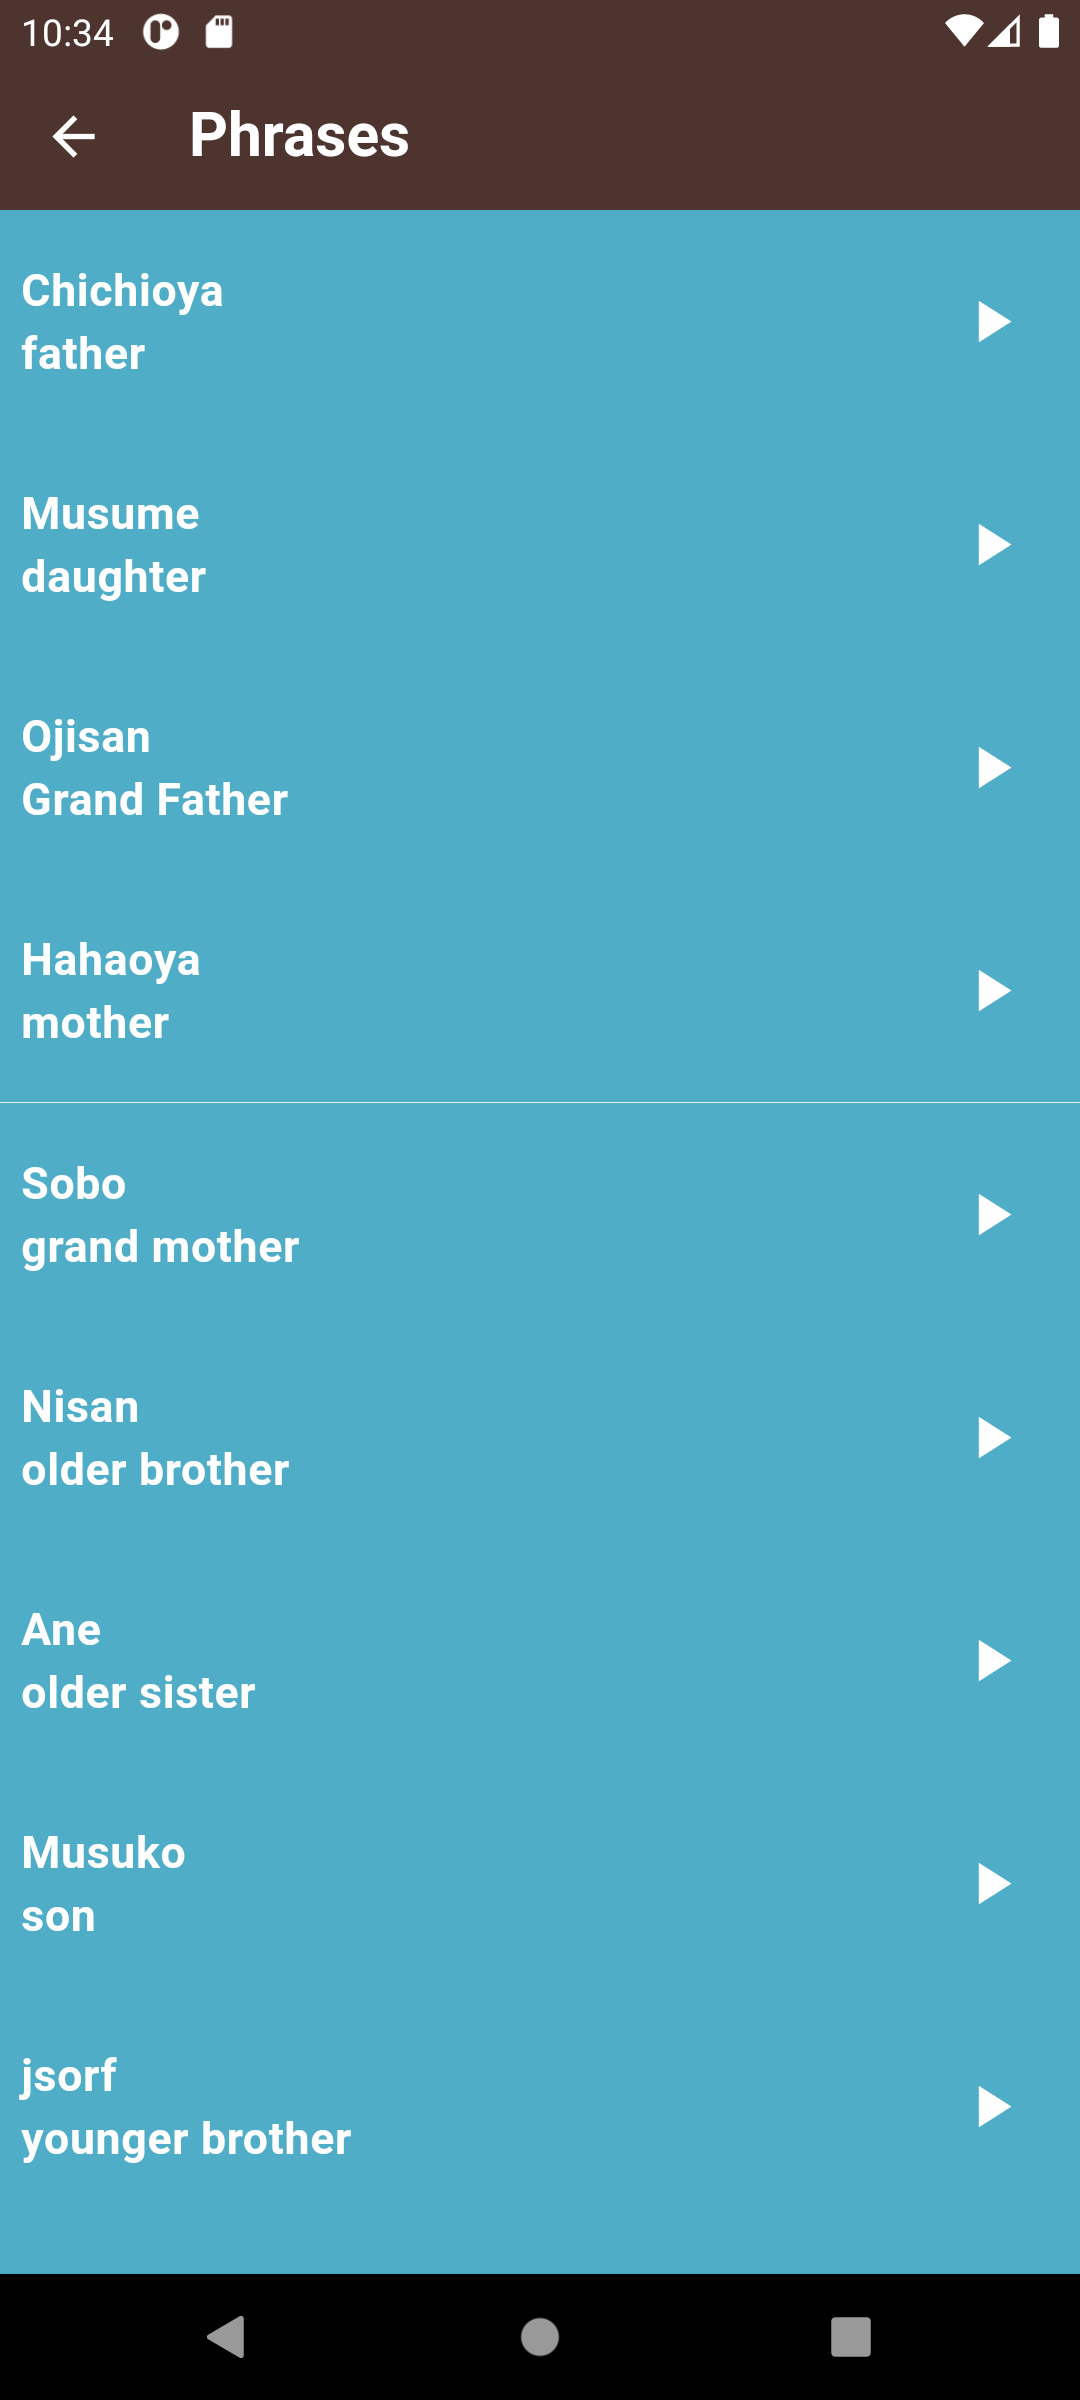 10:34
Phrases
Chichioya
father
Musume
daughter
Ojisan
Grand Father
Hahaoya
mother
Sobo
grand mother
Nisan
older brother
Ane
older sister
Musuko
son
jsorf
younger brother